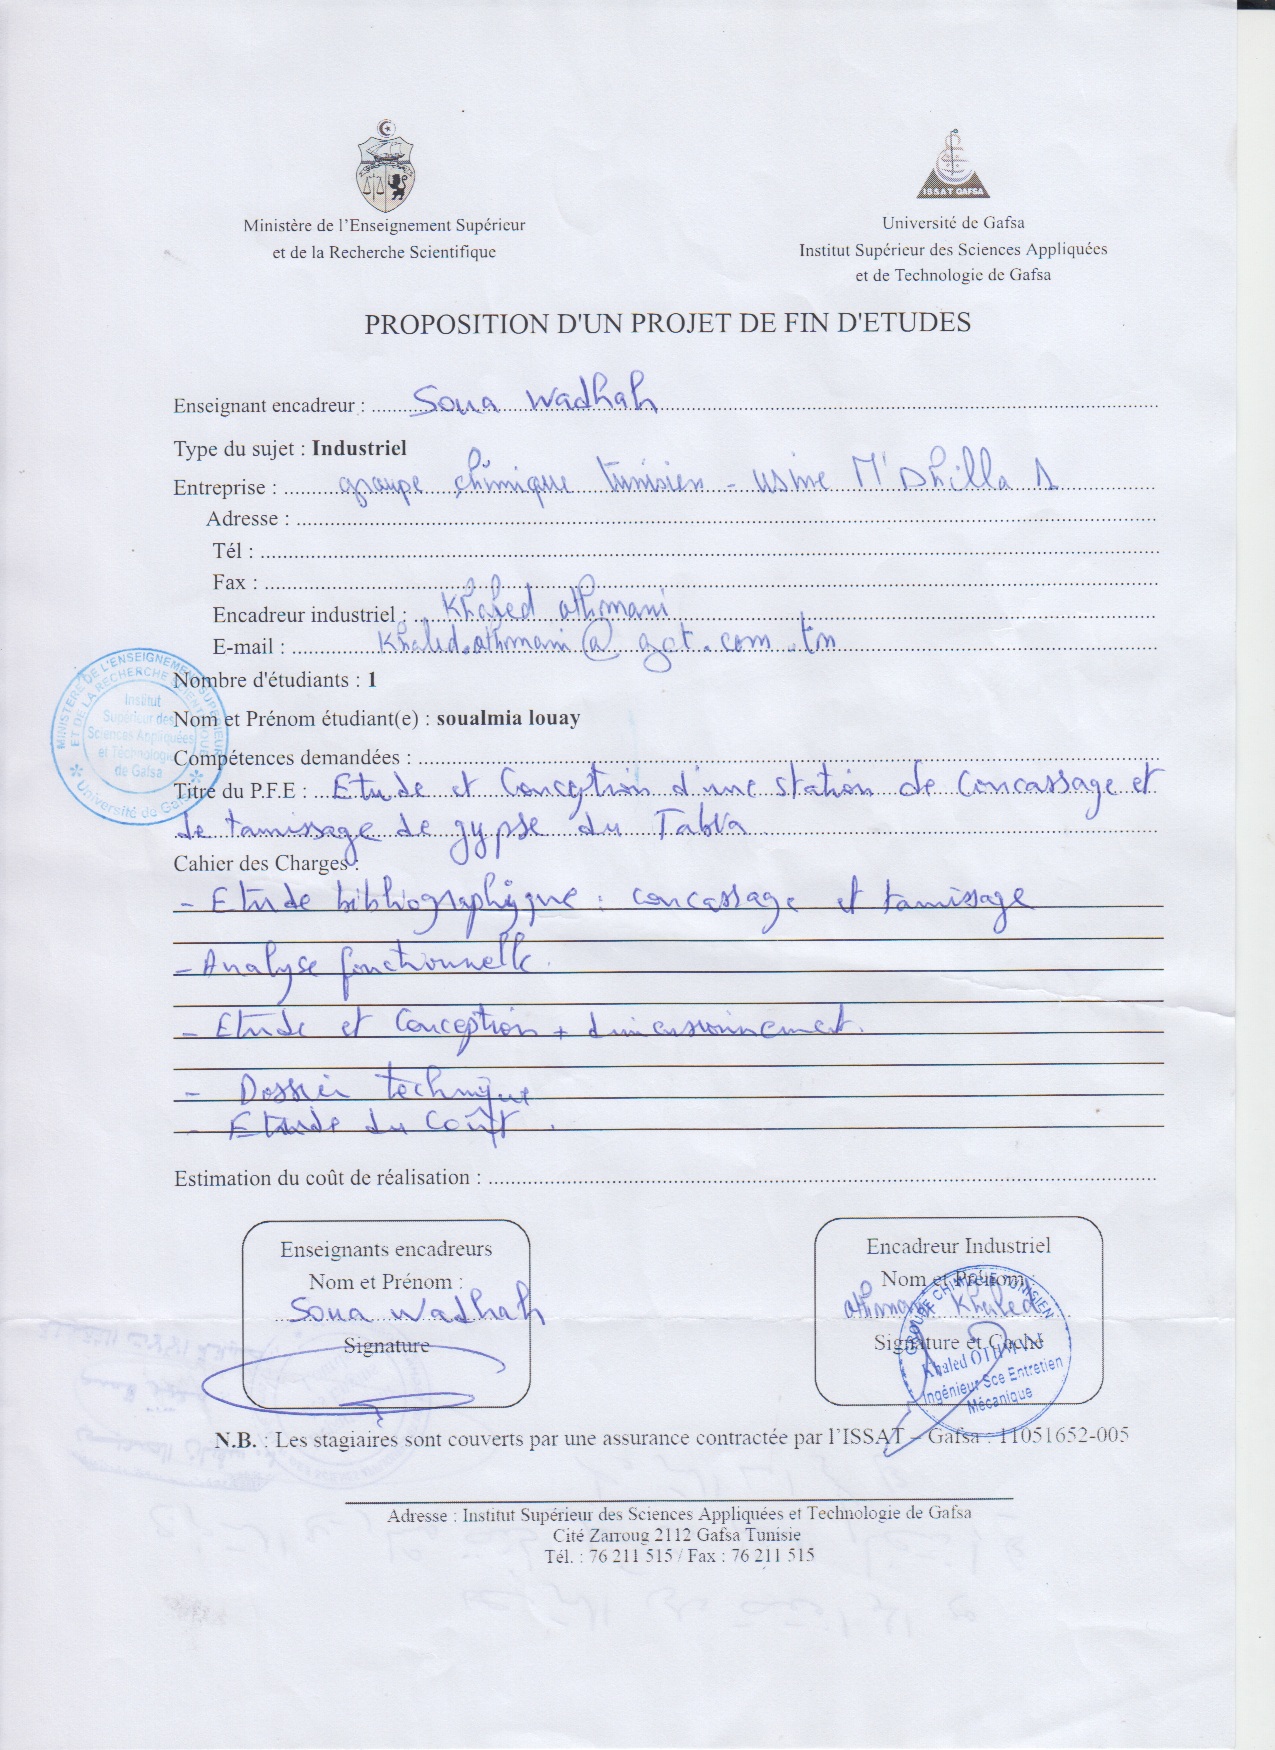 ISSAT GAFSA
Ministère de l'Enseignement Supérieur
et de la Recherche Scientifique
Université de Gafsa
Institut Supérieur des Sciences Appliquées
et de Technologie de Gafsa
PROPOSITION D'UN PROJET DE FIN D'ETUDES
Enseignant encadreur : Soua Wadhah
Type du sujet : Industriel
Entreprise : groupe chimique tunisien - usine M'Dhilla 1
Adresse :
Tél :
Fax :
Encadreur industriel : Khaled othmani
E-mail : Khaled.othmani@gct.com.tn
Nombre d'étudiants : 1
Nom et Prénom étudiant(e) : soualmia louay
Compétences demandées :
Titre du P.F.E : Etude et Conception d'une station de Concassage et
de tamissage de gypse du
Cahier des Charges :
- Etude bibliographique : concassage et tamissage
- Analyse fonctionnelle.
- Etude et Conception + dimensionnement.
- Dossier technique
- Etude du Coût.
Estimation du coût de réalisation :
MINISTERE DE L'ENSEIGNEMENT SUPERIEUR
ET DE LA RECHERCHE SCIENTIFIQUE
Institut
Supérieur des
Sciences Appliquées
et Technologie
de Gafsa
Université de Gafsa
Enseignants encadreurs
Nom et Prénom :
Soua Wadhah
Signature
Encadreur Industriel
Nom et Prénom :
othmani Khaled
Signature et Cachet
GROUPE CHIMIQUE TUNISIEN
Khaled OTHMANI
Ingénieur Sce Entretien
Mécanique
N.B. : Les stagiaires sont couverts par une assurance contractée par l'ISSAT – Gafsa : 11051652-005
Adresse : Institut Supérieur des Sciences Appliquées et Technologie de Gafsa
Cité Zarroug 2112 Gafsa Tunisie
Tél. : 76 211 515 / Fax : 76 211 515